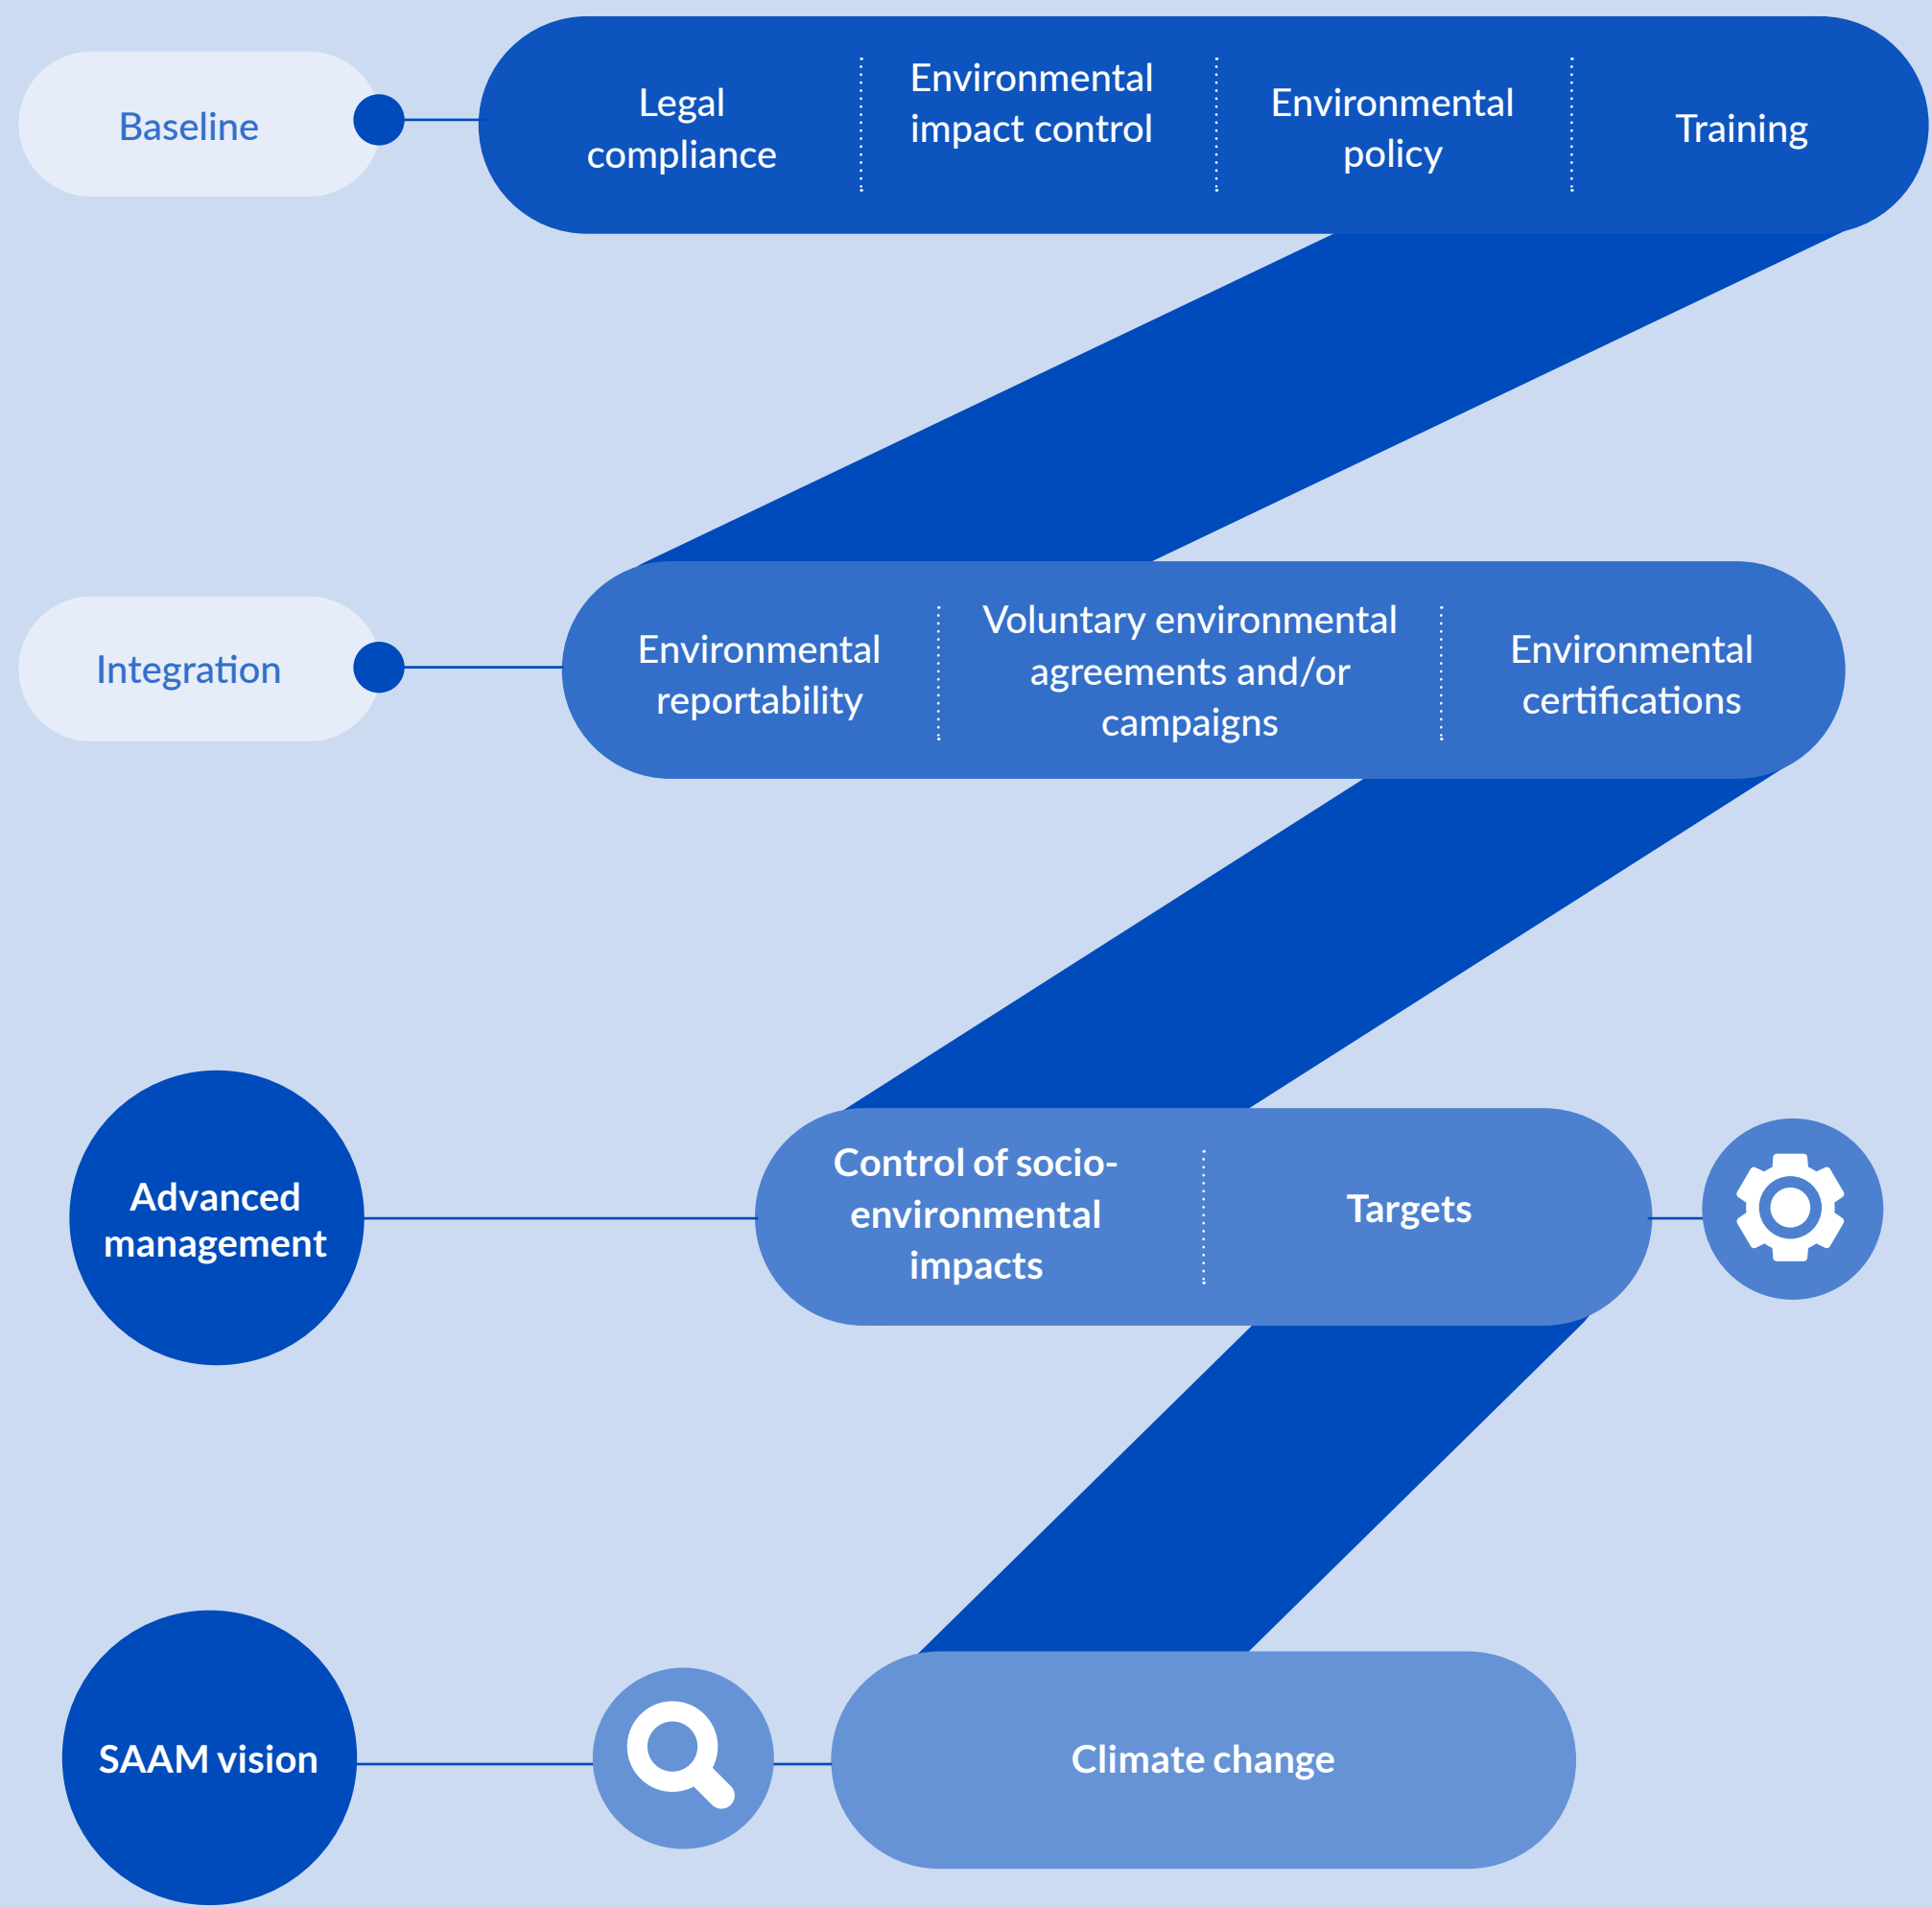 Baseline
Legal
compliance
Environmental
impact control
Environmental
policy
Training
Integration
Environmental
reportability
Voluntary environmental
agreements and/or
campaigns
Environmental
certifications
Advanced
management
Control of socio-
environmental
impacts
Targets
SAAM vision
Climate change